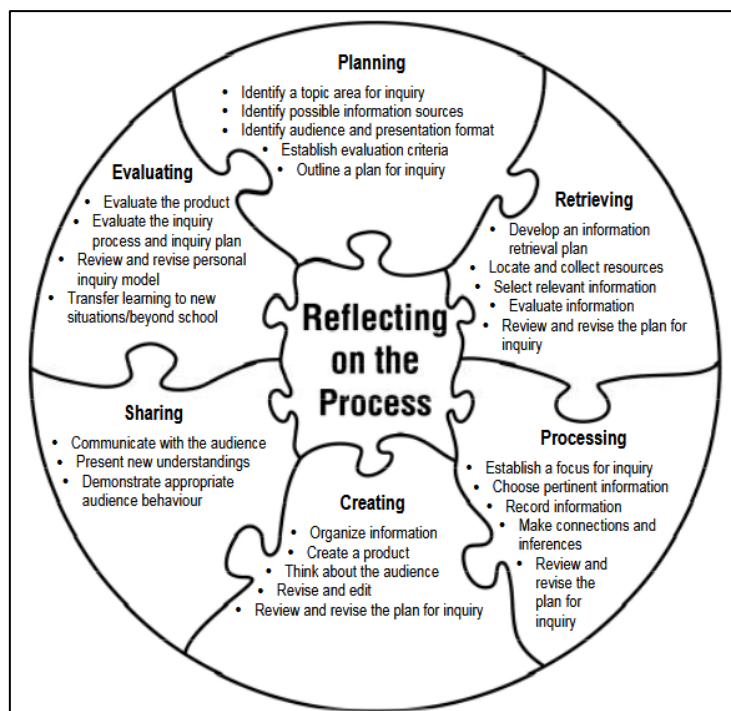 Planning
• Identify a topic area for inquiry
• Identify possible information sources
• Identify audience and presentation format
• Establish evaluation criteria
• Outline a plan for inquiry
Retrieving
• Develop an information
retrieval plan
• Locate and collect resources
• Select relevant information
• Evaluate information
• Review and revise the plan for
inquiry
Processing
• Establish a focus for inquiry
• Choose pertinent information
• Record information
• Make connections and
inferences
• Review and
revise the
plan for
inquiry
Creating
• Organize information
• Create a product
• Think about the audience
• Revise and edit
• Review and revise the plan for inquiry
Sharing
• Communicate with the audience
• Present new understandings
• Demonstrate appropriate
audience behaviour
Evaluating
• Evaluate the product
• Evaluate the inquiry
process and inquiry plan
• Review and revise personal
inquiry model
• Transfer learning to new
situations/beyond school
Reflecting
on the
Process